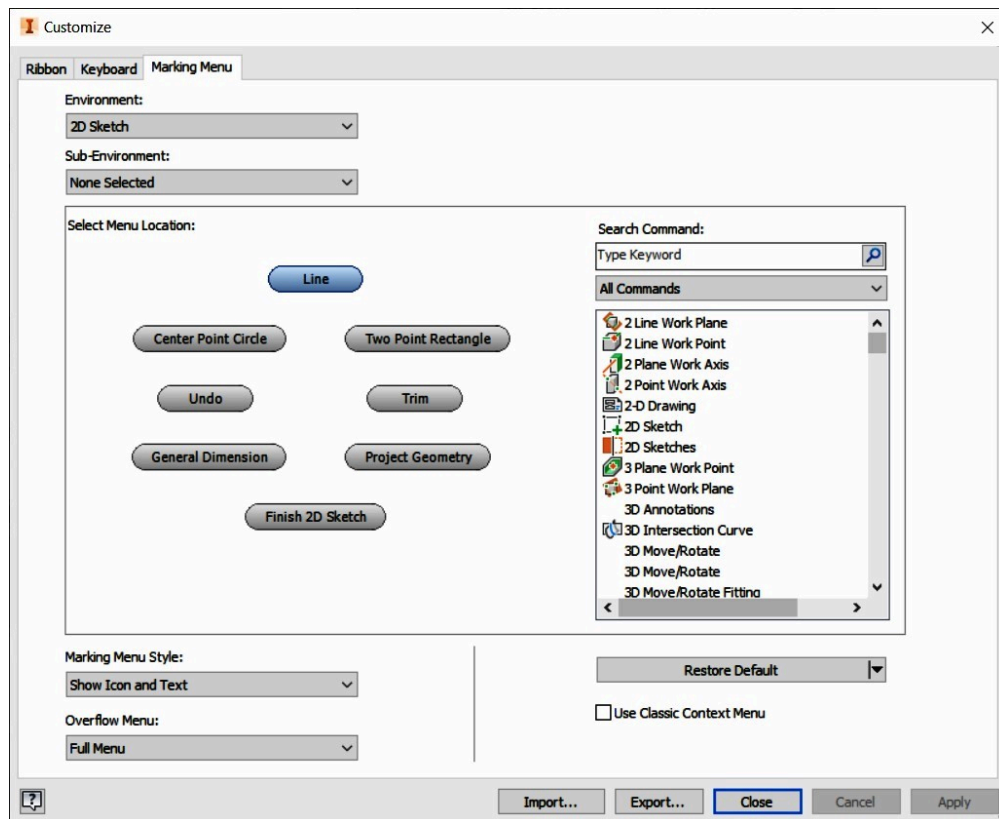 Customize
Ribbon Keyboard Marking Menu
Environment:
2D Sketch
Sub-Environment:
None Selected
Select Menu Location:
Line
Center Point Circle
Two Point Rectangle
Undo
Trim
General Dimension
Project Geometry
Finish 2D Sketch
Search Command:
Type Keyword
All Commands
2 Line Work Plane
2 Line Work Point
2 Plane Work Axis
2 Point Work Axis
2-D Drawing
2D Sketch
2D Sketches
3 Plane Work Point
3 Point Work Plane
3D Annotations
3D Intersection Curve
3D Move/Rotate
3D Move/Rotate
3D Move/Rotate Fitting
Marking Menu Style:
Show Icon and Text
Overflow Menu:
Full Menu
Restore Default
Use Classic Context Menu
Import... Export... Close Cancel Apply